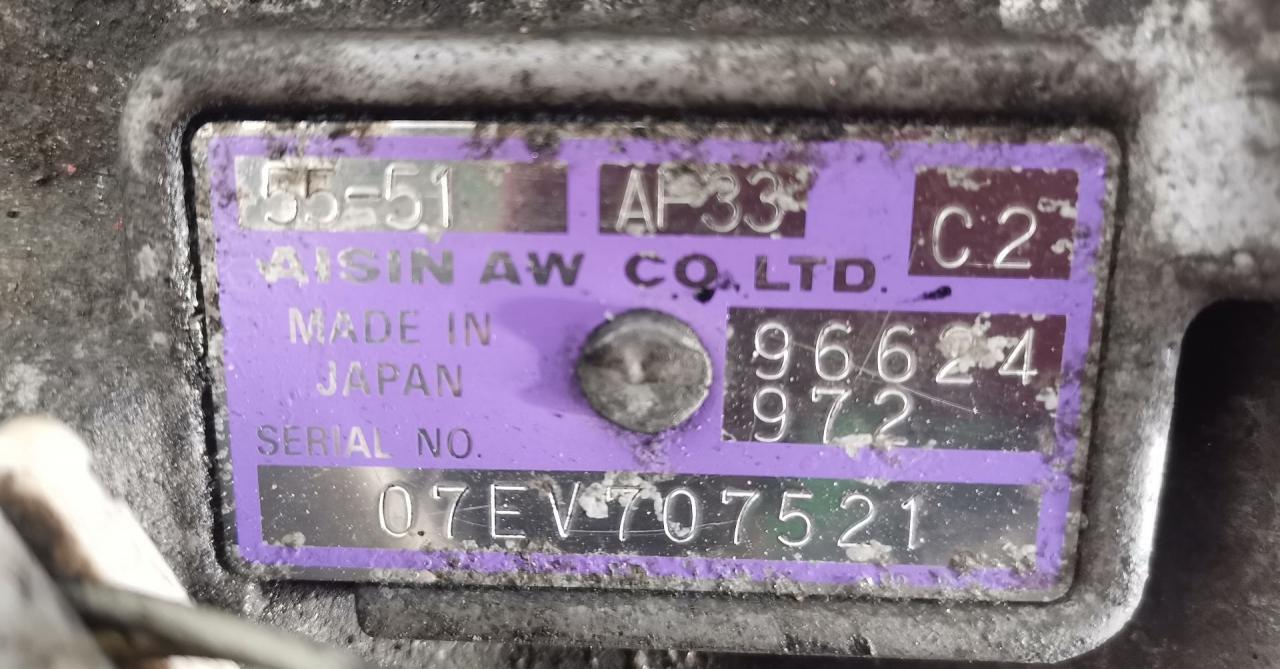 55-51 AF33 C2
AISIN AW CO., LTD.
MADE IN
JAPAN
96624
972
SERIAL NO.
07EV707521